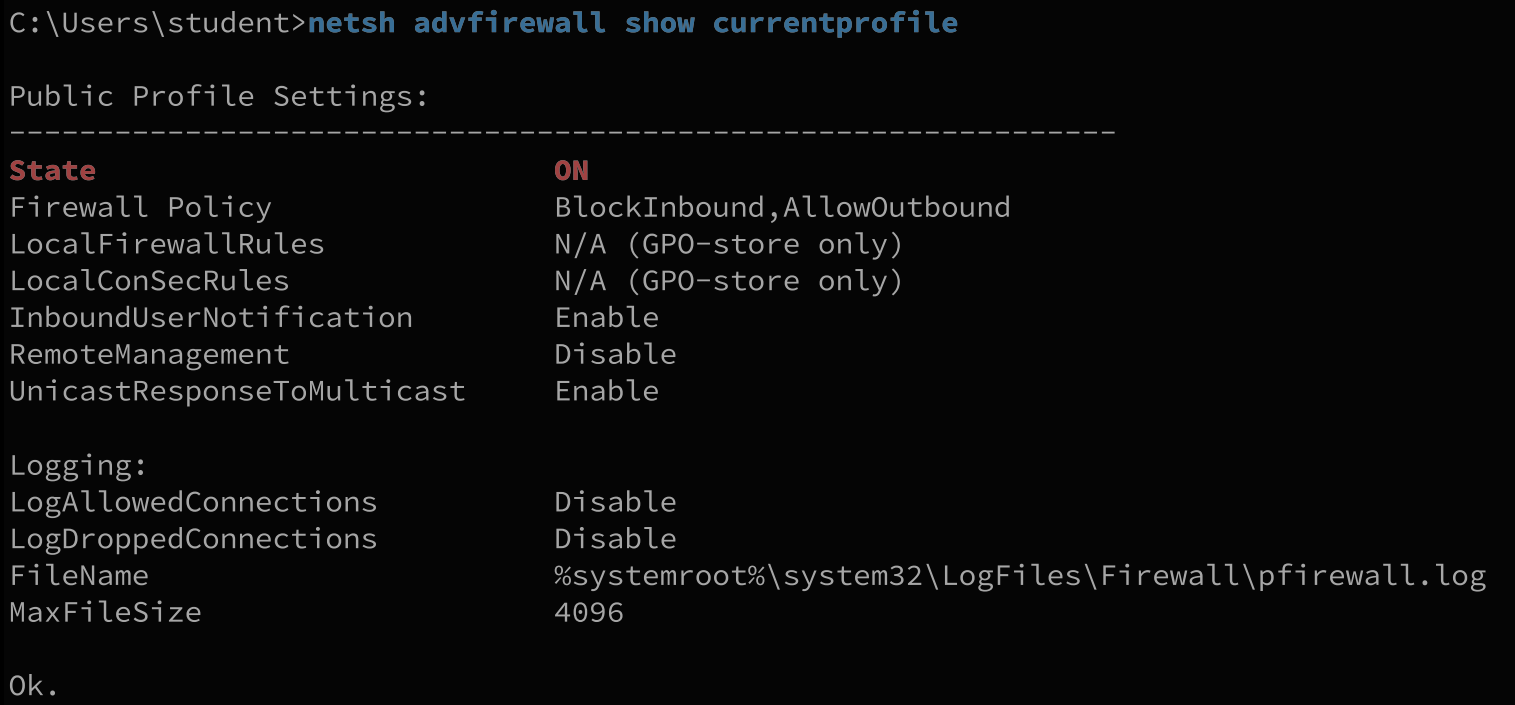 C:\Users\student>netsh advfirewall show currentprofile
Public Profile Settings:
---------------------------------------------------------------
State ON
Firewall Policy BlockInbound,AllowOutbound
LocalFirewallRules N/A (GPO-store only)
LocalConSecRules N/A (GPO-store only)
InboundUserNotification Enable
RemoteManagement Disable
UnicastResponseToMulticast Enable
Logging:
LogAllowedConnections Disable
LogDroppedConnections Disable
FileName %systemroot%\system32\LogFiles\Firewall\pfirewall.log
MaxFileSize 4096
Ok.